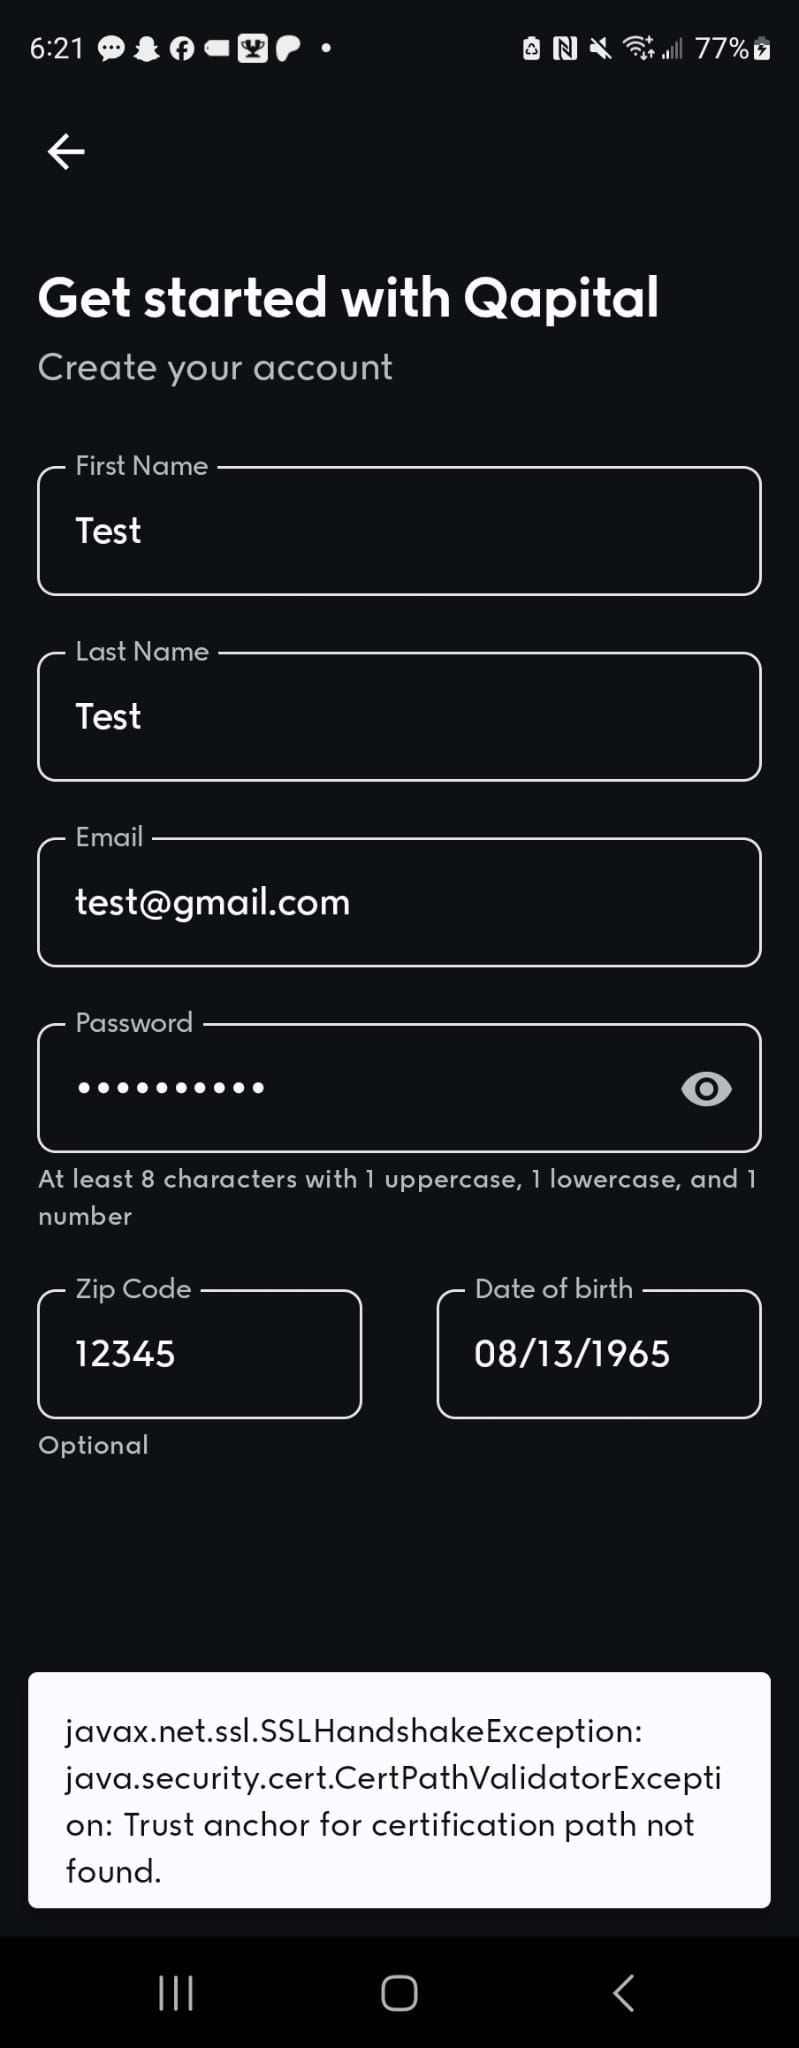 6:21
77%
Get started with Qapital
Create your account
First Name
Test
Last Name
Test
Email
test@gmail.com
Password
••••••••••
At least 8 characters with 1 uppercase, 1 lowercase, and 1
number
Zip Code
12345
Optional
Date of birth
08/13/1965
javax.net.ssl.SSLHandshakeException:
java.security.cert.CertPathValidatorExcepti
on: Trust anchor for certification path not
found.